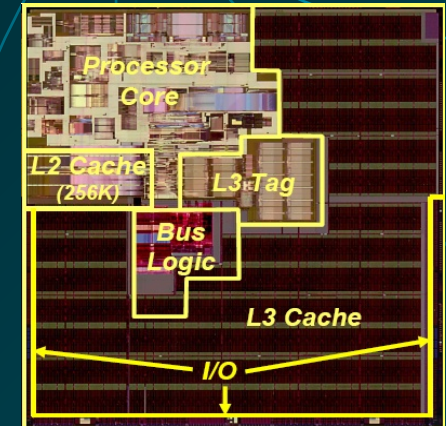 Processor
Core
L2 Cache
(256K)
L3 Tag
Bus
Logic
L3 Cache
I/O